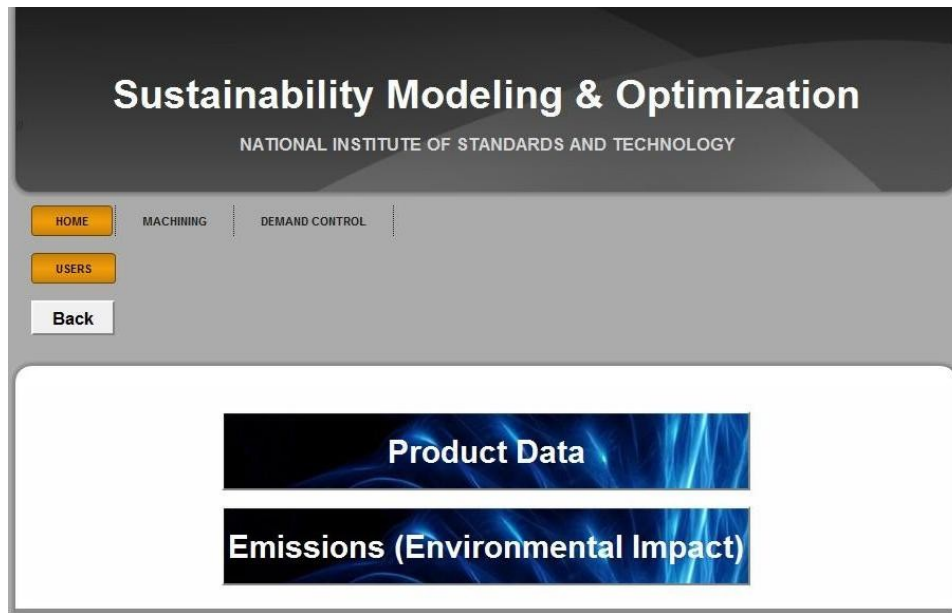 Sustainability Modeling & Optimization
NATIONAL INSTITUTE OF STANDARDS AND TECHNOLOGY
HOME MACHINING DEMAND CONTROL
USERS
Back
Product Data
Emissions (Environmental Impact)